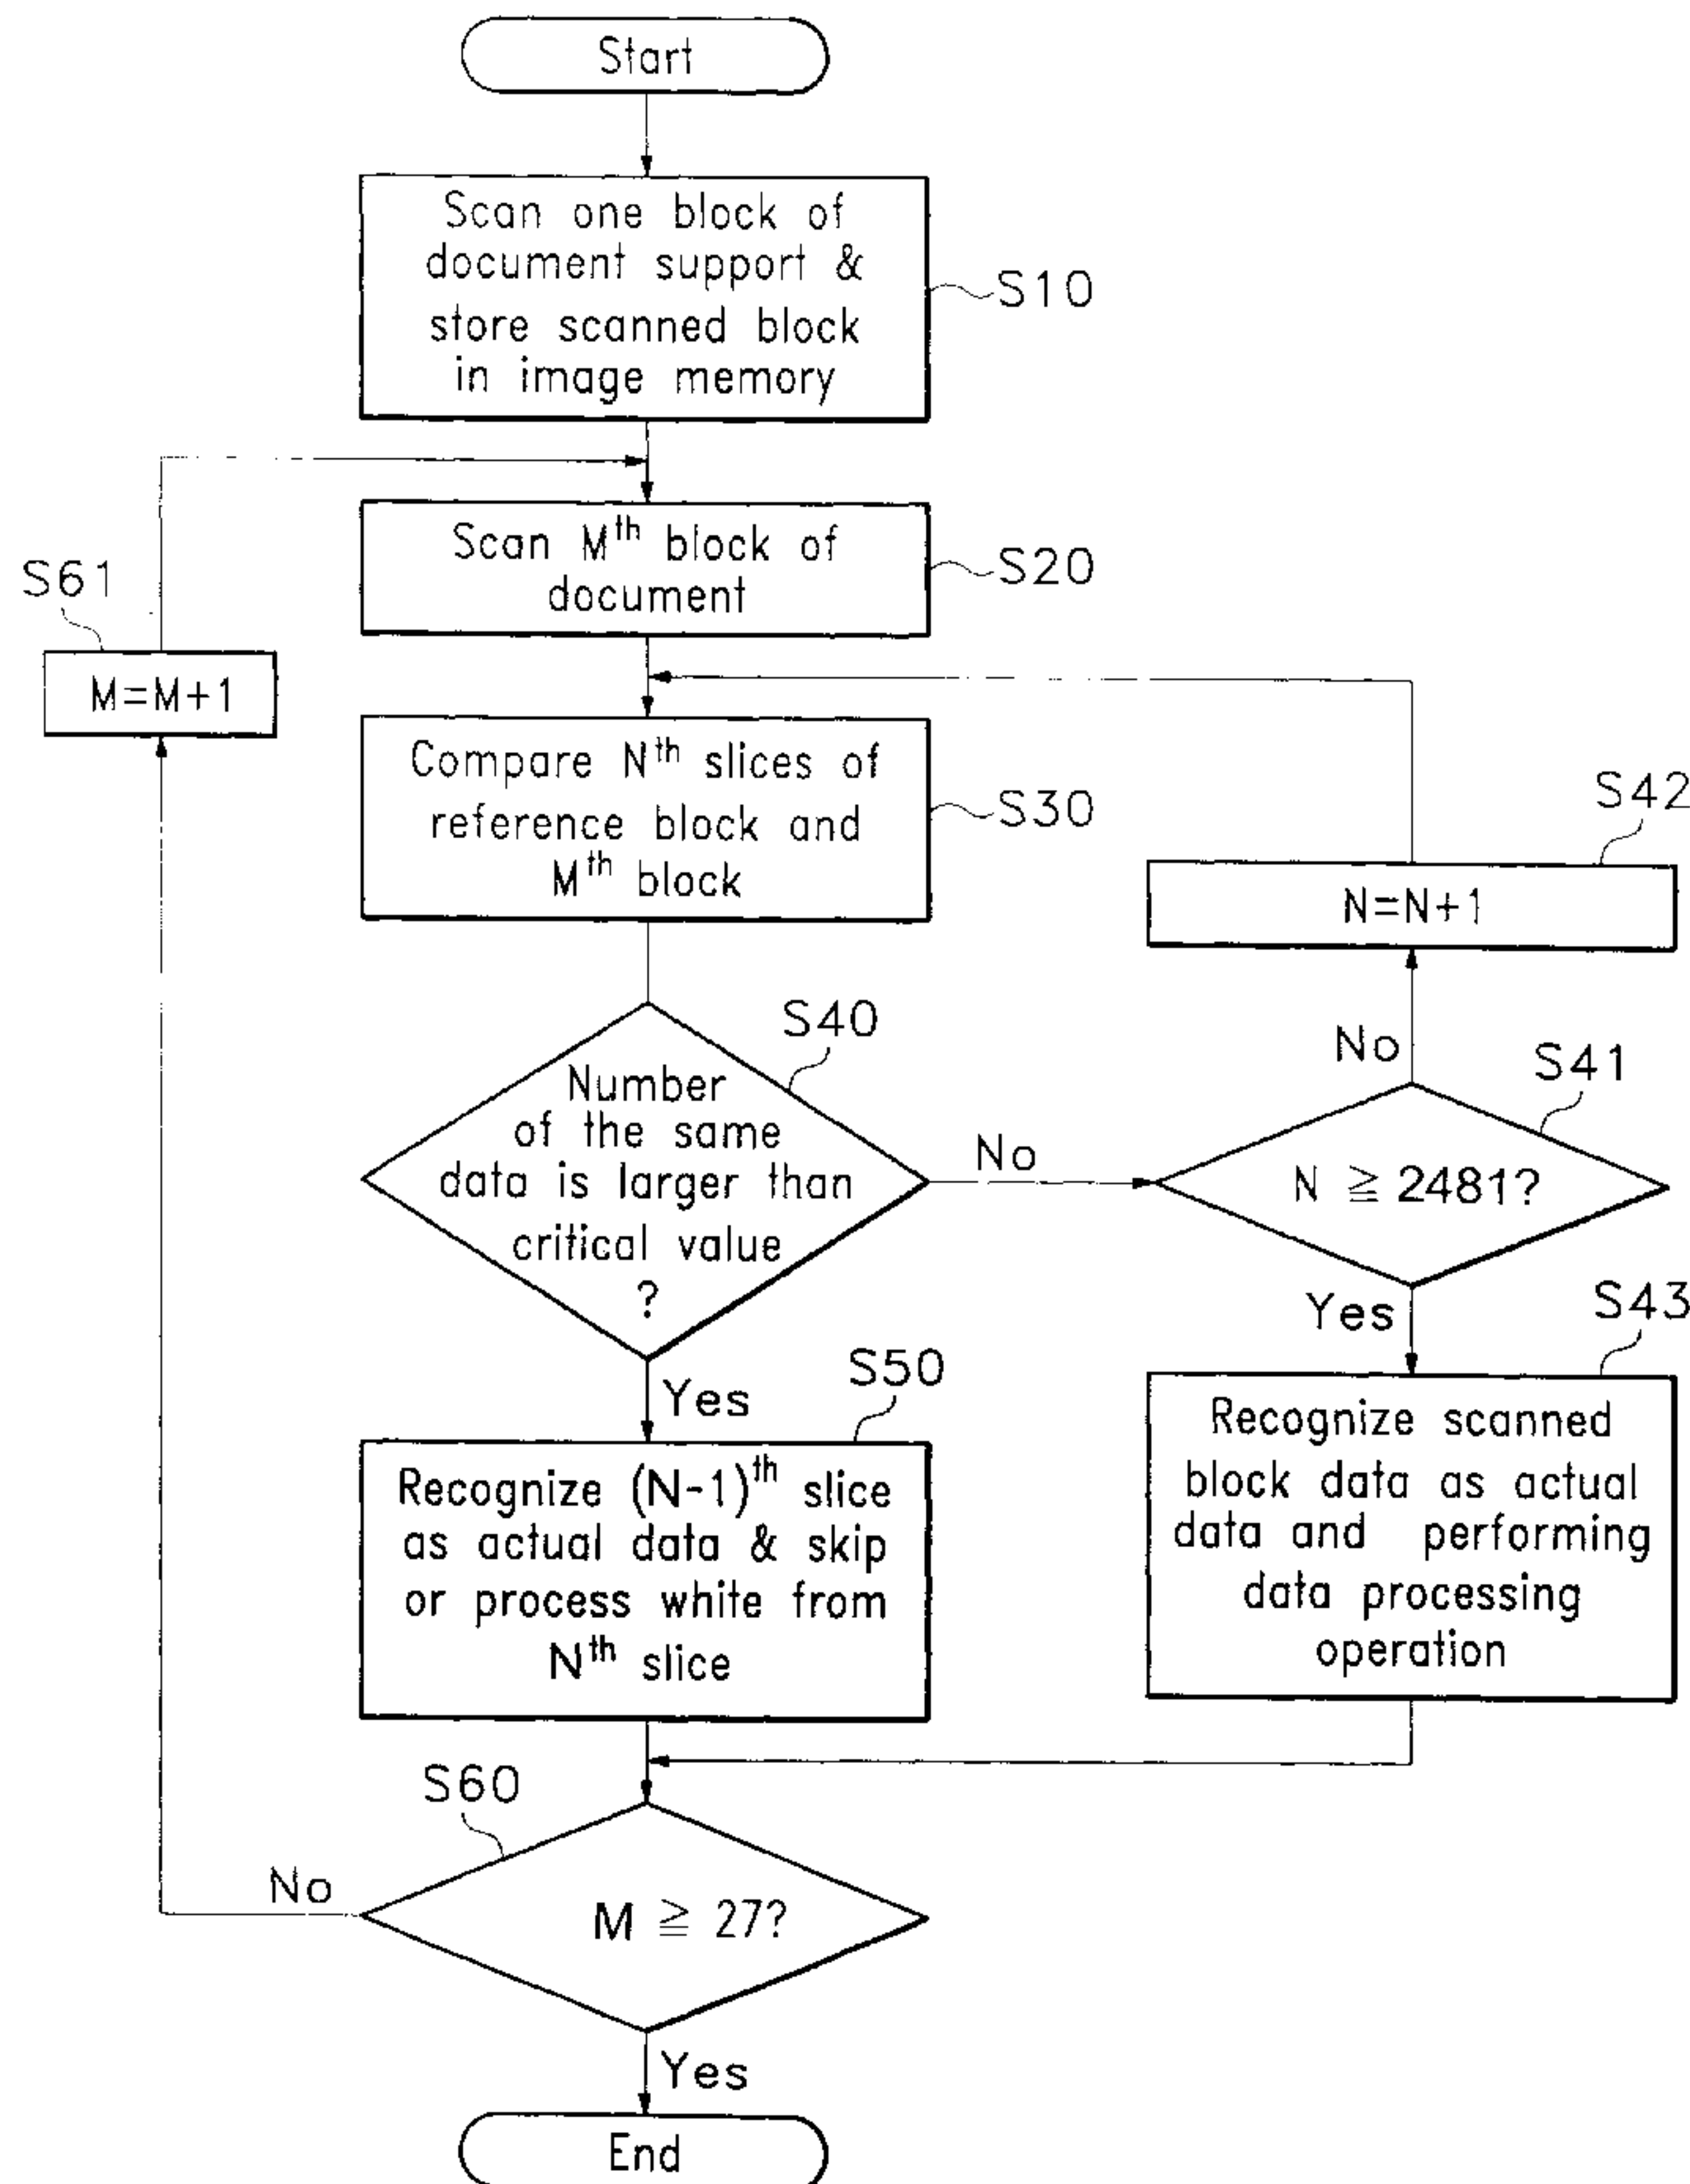 Start
Scan one block of
document support &
store scanned block
in image memory
S10
Scan Mth block of
document
S20
S61
M=M+1
Compare Nth slices of
reference block and
Mth block
S30
S42
N=N+1
S40
Number
of the same
data is larger than
critical value
?
No
No
S41
N ≧ 2481?
Yes
S43
Yes
S50
Recognize (N-1)th slice
as actual data & skip
or process white from
Nth slice
Recognize scanned
block data as actual
data and performing
data processing
operation
S60
No
M ≧ 27?
Yes
End